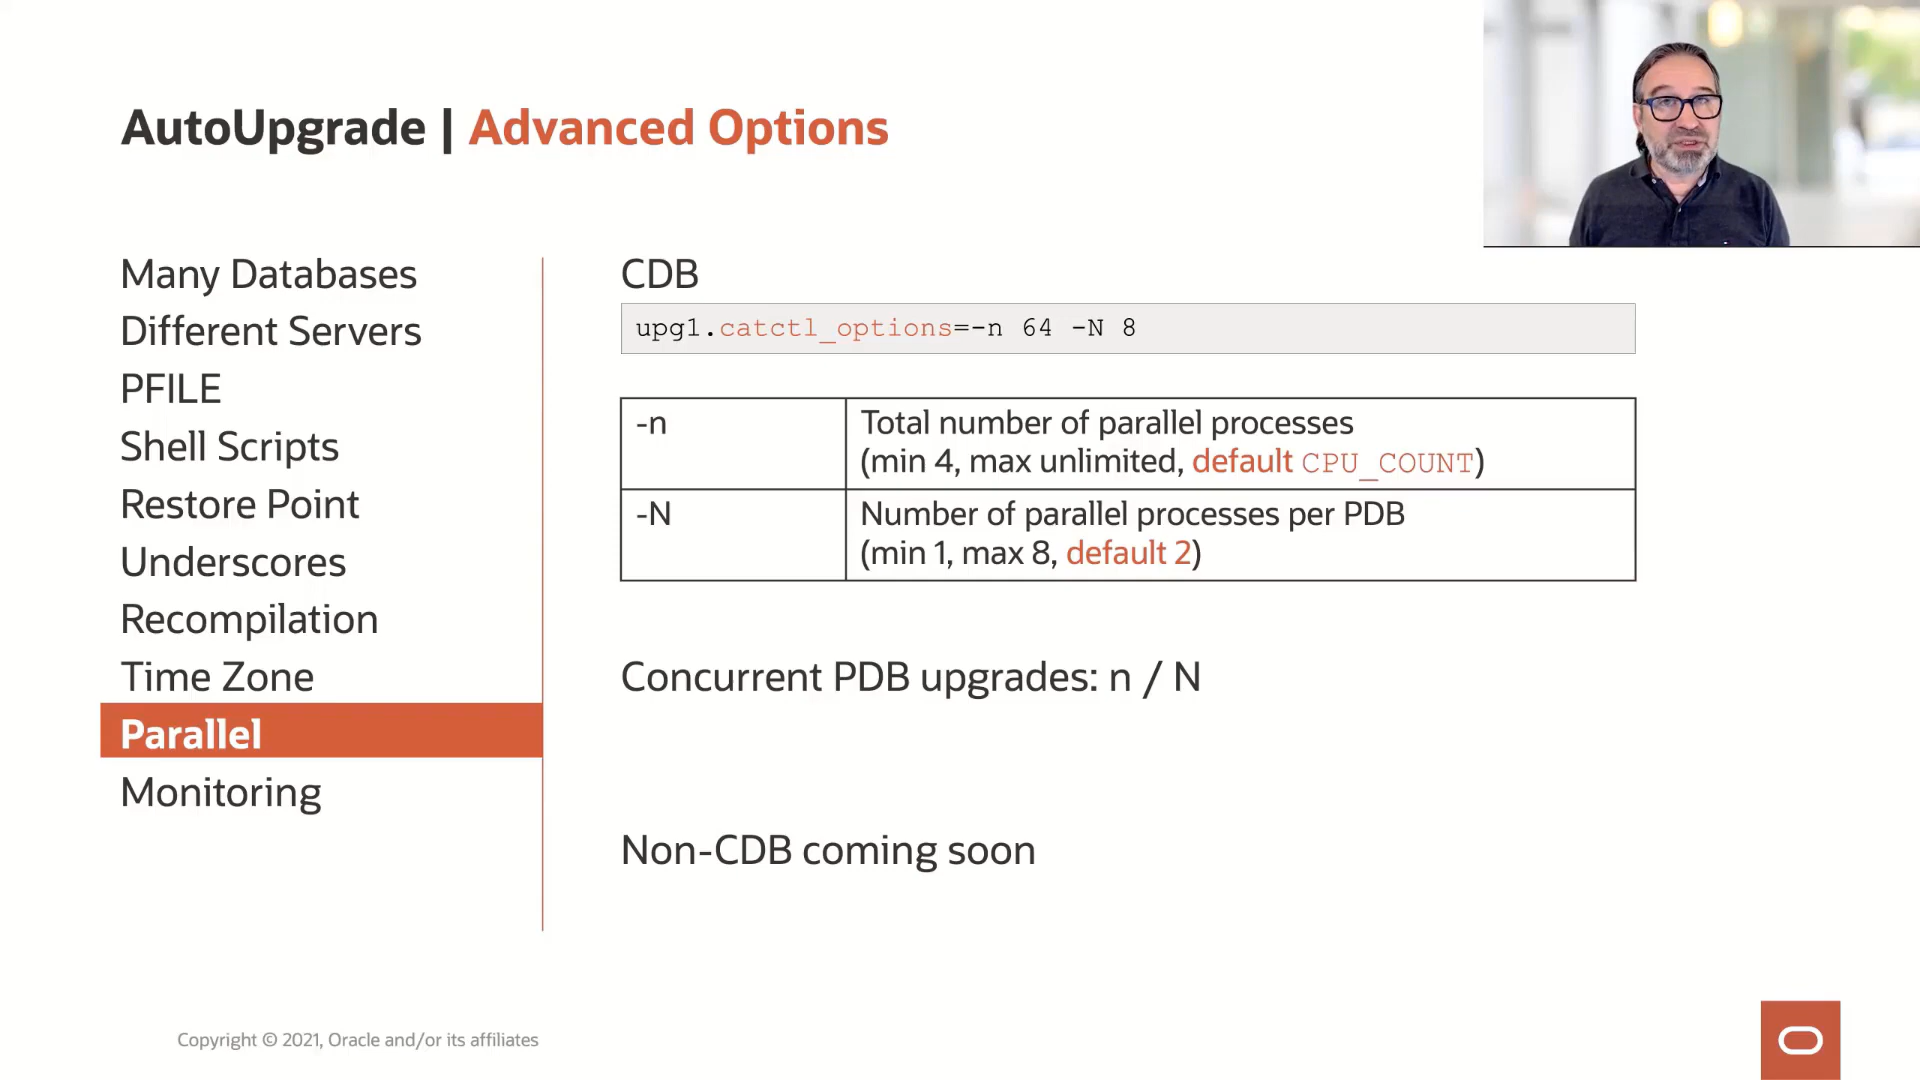 AutoUpgrade | Advanced Options
Many Databases
Different Servers
PFILE
Shell Scripts
Restore Point
Underscores
Recompilation
Time Zone
Parallel
Monitoring
CDB
upg1.catctl_options=-n 64 -N 8
-n
Total number of parallel processes
(min 4, max unlimited, default CPU_COUNT)
-N
Number of parallel processes per PDB
(min 1, max 8, default 2)
Concurrent PDB upgrades: n / N
Non-CDB coming soon
Copyright © 2021, Oracle and/or its affiliates